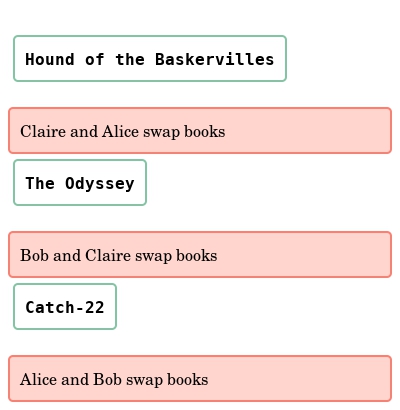 Hound of the Baskervilles
Claire and Alice swap books
The Odyssey
Bob and Claire swap books
Catch-22
Alice and Bob swap books